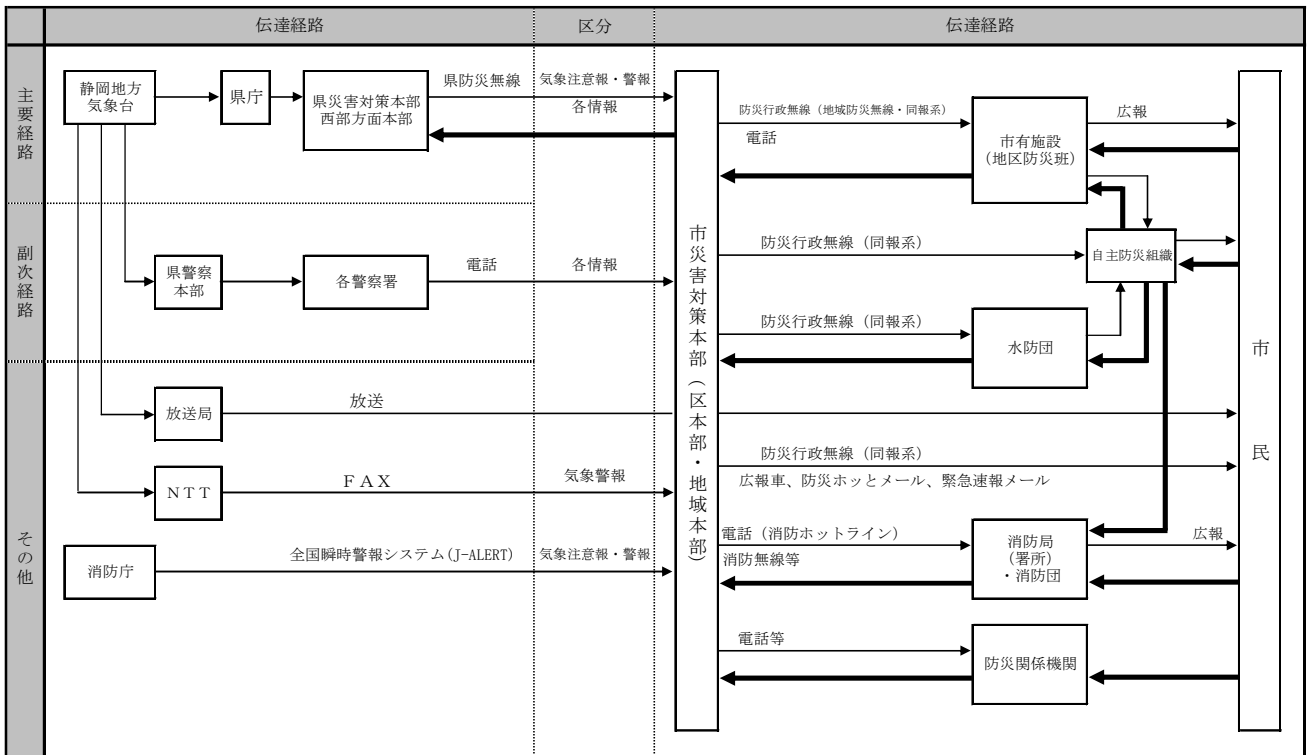 伝達経路
区分
伝達経路
主要経路
静岡地方
気象台
県庁
県災害対策本部
西部方面本部
県防災無線
気象注意報・警報
各情報
防災行政無線（地域防災無線・同報系）
電話
市有施設
（地区防災班）
広報
副次経路
県警察
本部
各警察署
電話
各情報
市災害対策本部（区本部・地域本部）
防災行政無線（同報系）
自主防災組織
防災行政無線（同報系）
水防団
市民
その他
放送局
放送
防災行政無線（同報系）
広報車、防災ホッとメール、緊急速報メール
ＮＴＴ
ＦＡＸ
気象警報
消防庁
全国瞬時警報システム(J-ALERT)
気象注意報・警報
電話（消防ホットライン）
消防無線等
消防局
（署所）
・消防団
広報
電話等
防災関係機関